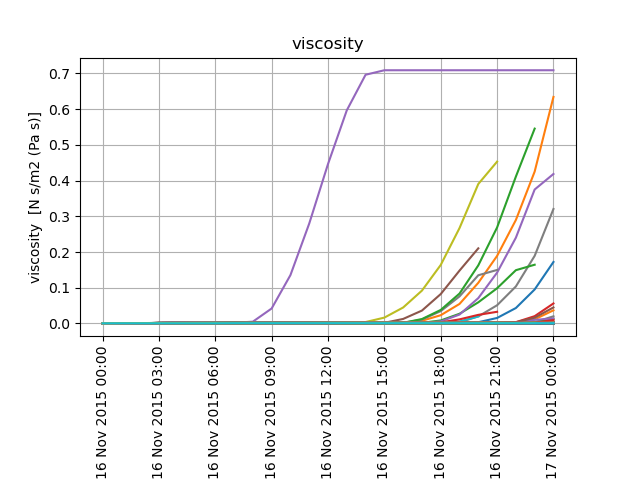 viscosity
viscosity  [N s/m2 (Pa s)]
0.7
0.6
0.5
0.4
0.3
0.2
0.1
0.0
16 Nov 2015 00:00
16 Nov 2015 03:00
16 Nov 2015 06:00
16 Nov 2015 09:00
16 Nov 2015 12:00
16 Nov 2015 15:00
16 Nov 2015 18:00
16 Nov 2015 21:00
17 Nov 2015 00:00